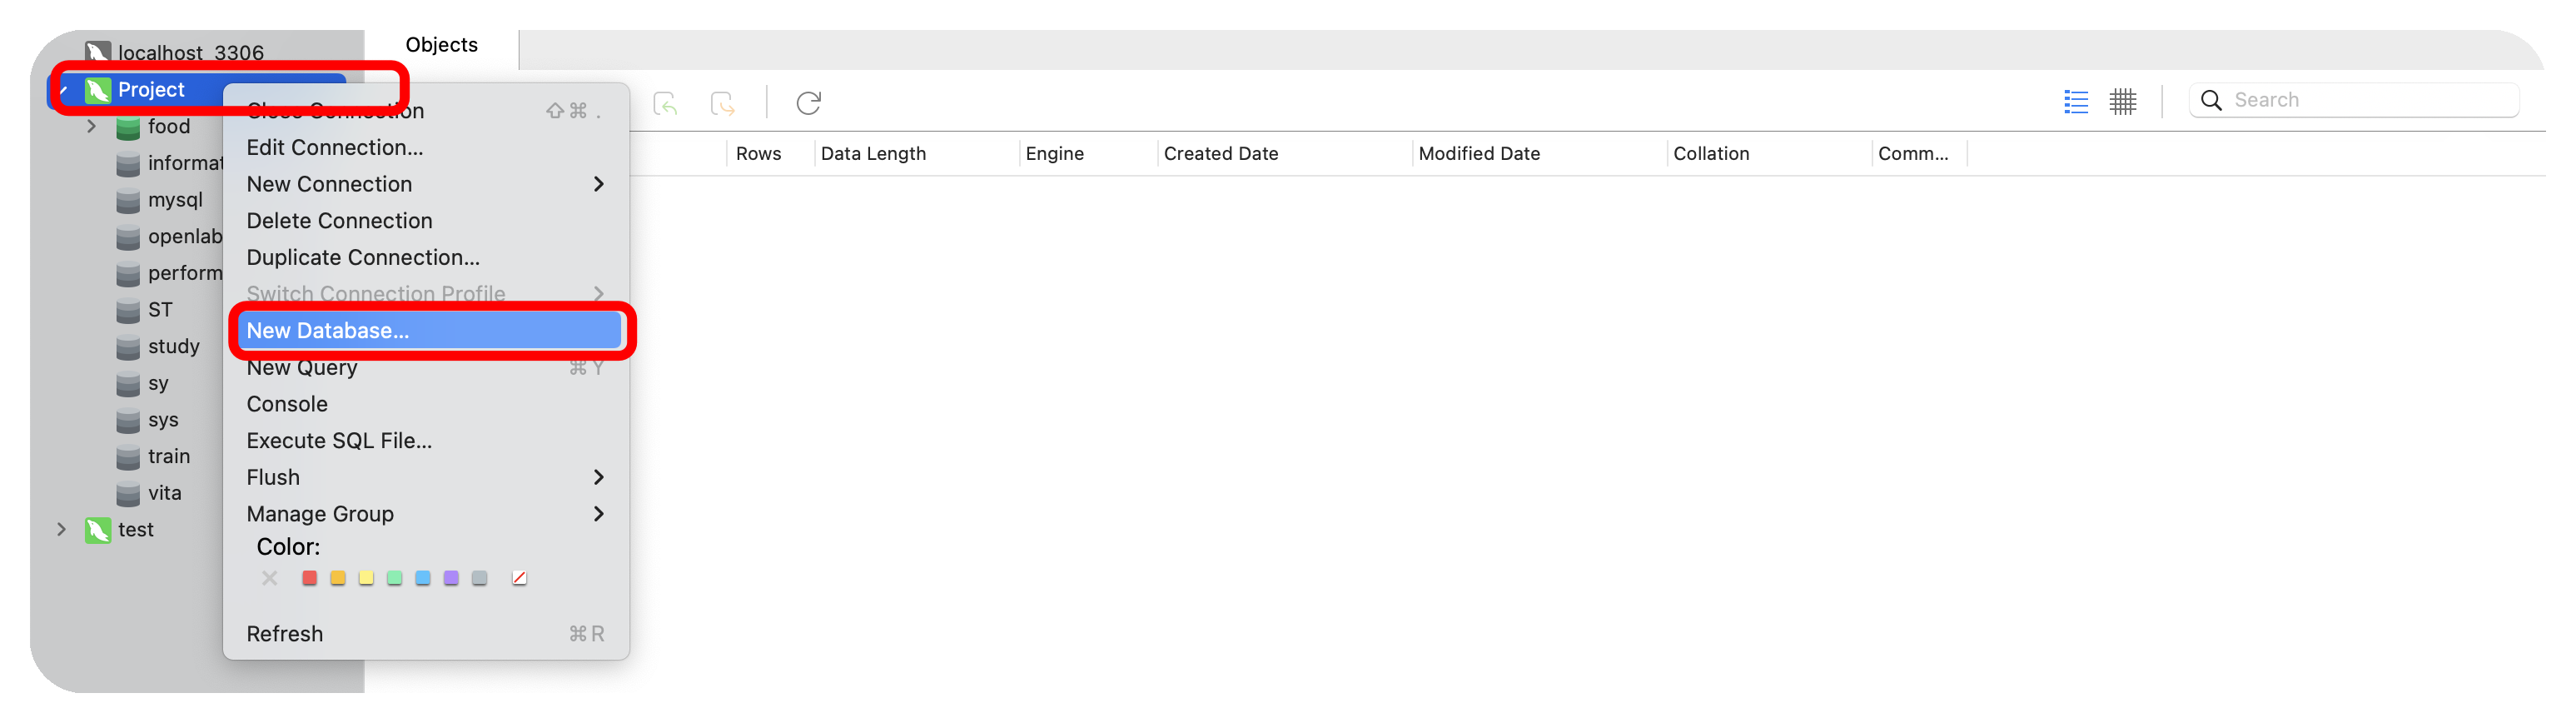 localhost_3306
Project
food
informat
mysql
openlab
perform
ST
study
sy
sys
train
vita
test
Close Connection ⇧⌘ .
Edit Connection...
New Connection
Delete Connection
Duplicate Connection...
Switch Connection Profile
New Database...
New Query ⌘ Y
Console
Execute SQL File...
Flush
Manage Group
Color:
Refresh ⌘ R
Objects
Search
Rows Data Length Engine Created Date Modified Date Collation Comm...